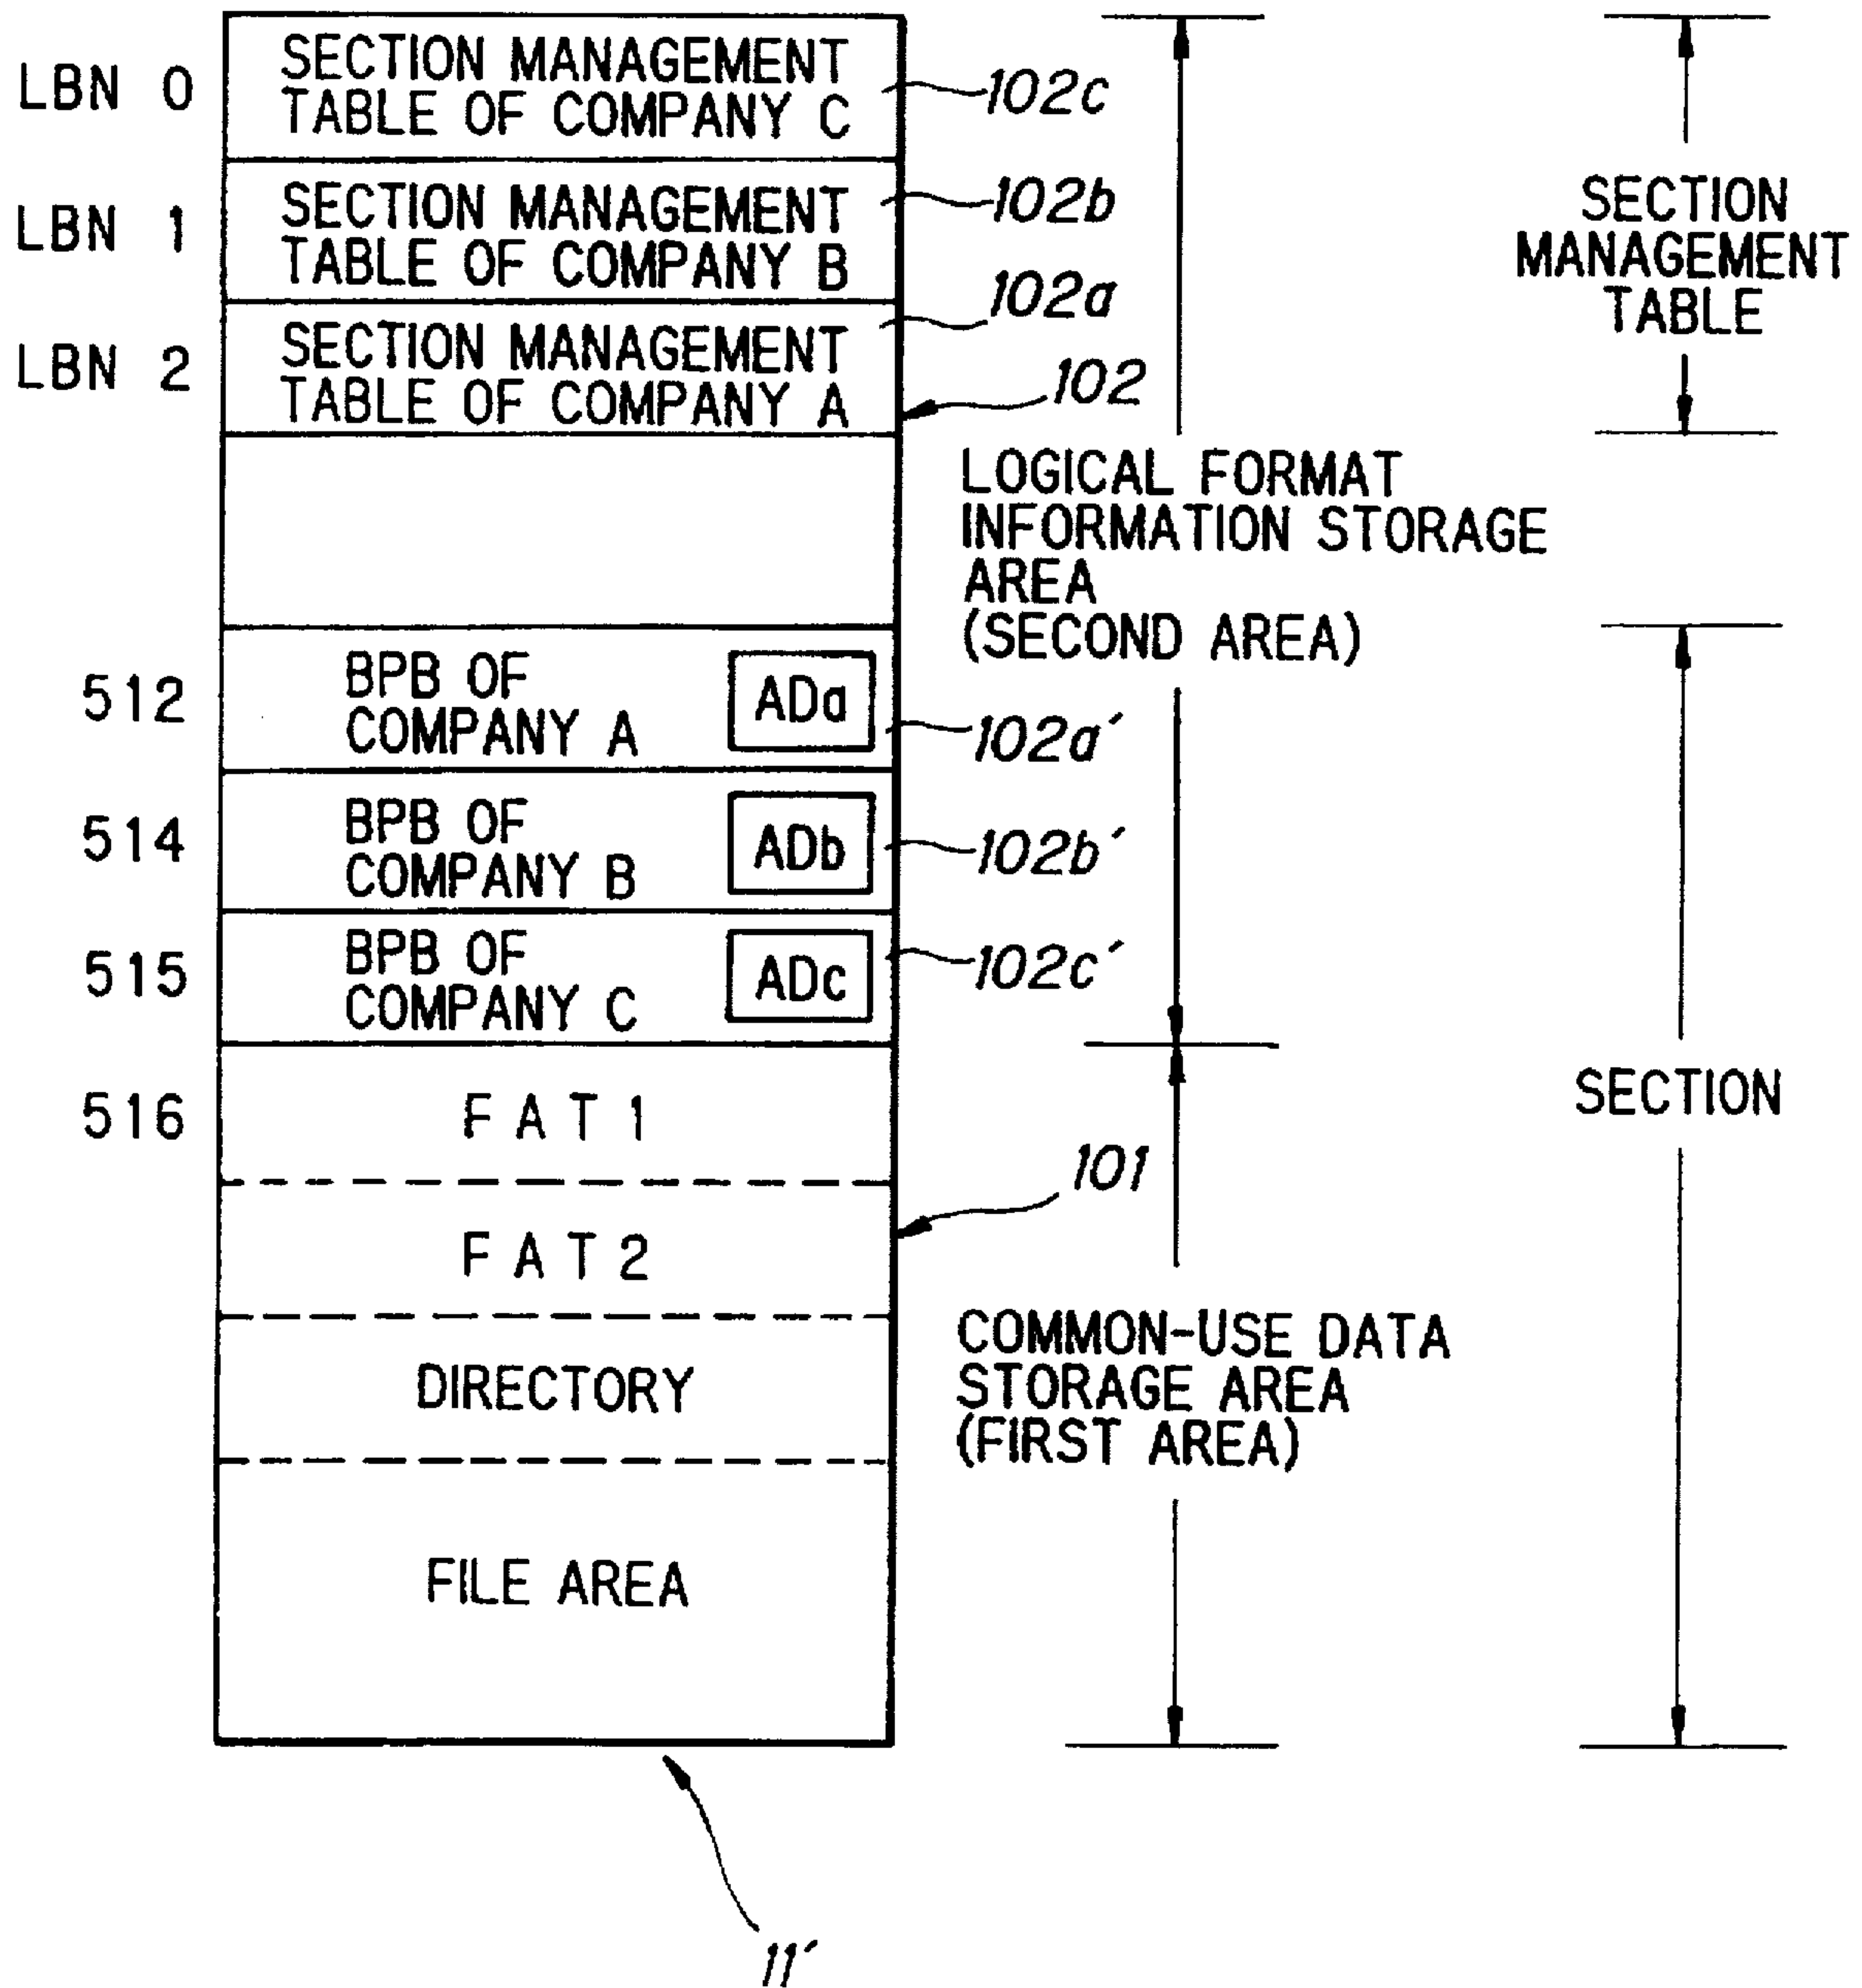 LBN 0
SECTION MANAGEMENT
TABLE OF COMPANY C
102c
LBN 1
SECTION MANAGEMENT
TABLE OF COMPANY B
102b
LBN 2
SECTION MANAGEMENT
TABLE OF COMPANY A
102a
102
SECTION
MANAGEMENT
TABLE
LOGICAL FORMAT
INFORMATION STORAGE
AREA
(SECOND AREA)
512
BPB OF
COMPANY A
ADa
102a'
514
BPB OF
COMPANY B
ADb
102b'
515
BPB OF
COMPANY C
ADc
102c'
516
FAT1
101
FAT2
SECTION
DIRECTORY
COMMON-USE DATA
STORAGE AREA
(FIRST AREA)
FILE AREA
11'